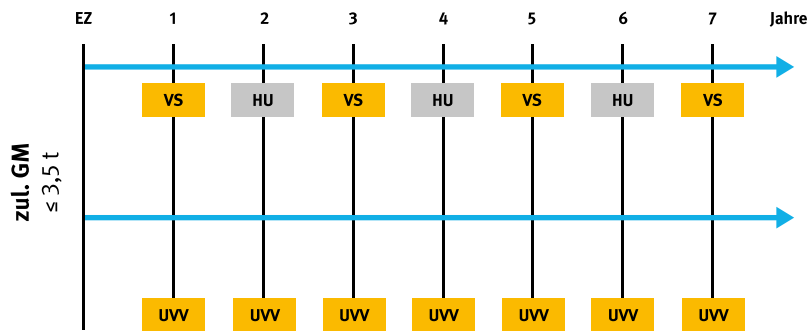 EZ 1 2 3 4 5 6 7 Jahre
VS HU VS HU VS HU VS
zul. GM
≤ 3,5 t
UVV UVV UVV UVV UVV UVV UVV